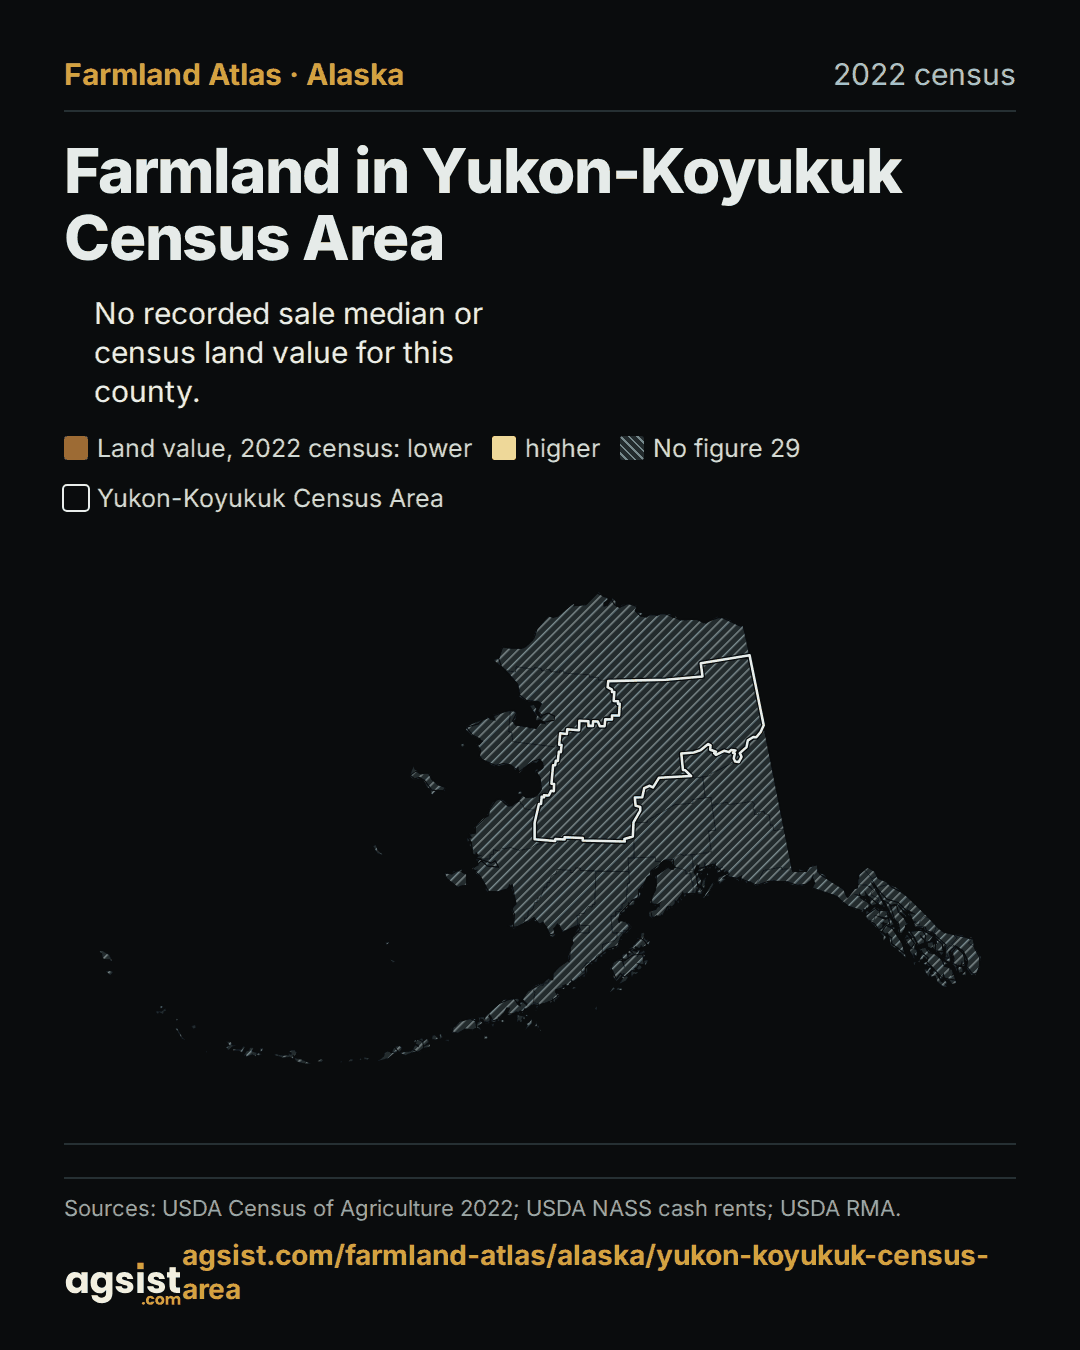 Farmland Atlas · Alaska
2022 census
Farmland in Yukon-Koyukuk
Census Area
No recorded sale median or
census land value for this
county.
Land value, 2022 census: lower
higher
No figure 29
Yukon-Koyukuk Census Area
Sources: USDA Census of Agriculture 2022; USDA NASS cash rents; USDA RMA.
agsist
.com
agsist.com/farmland-atlas/alaska/yukon-koyukuk-census-
area